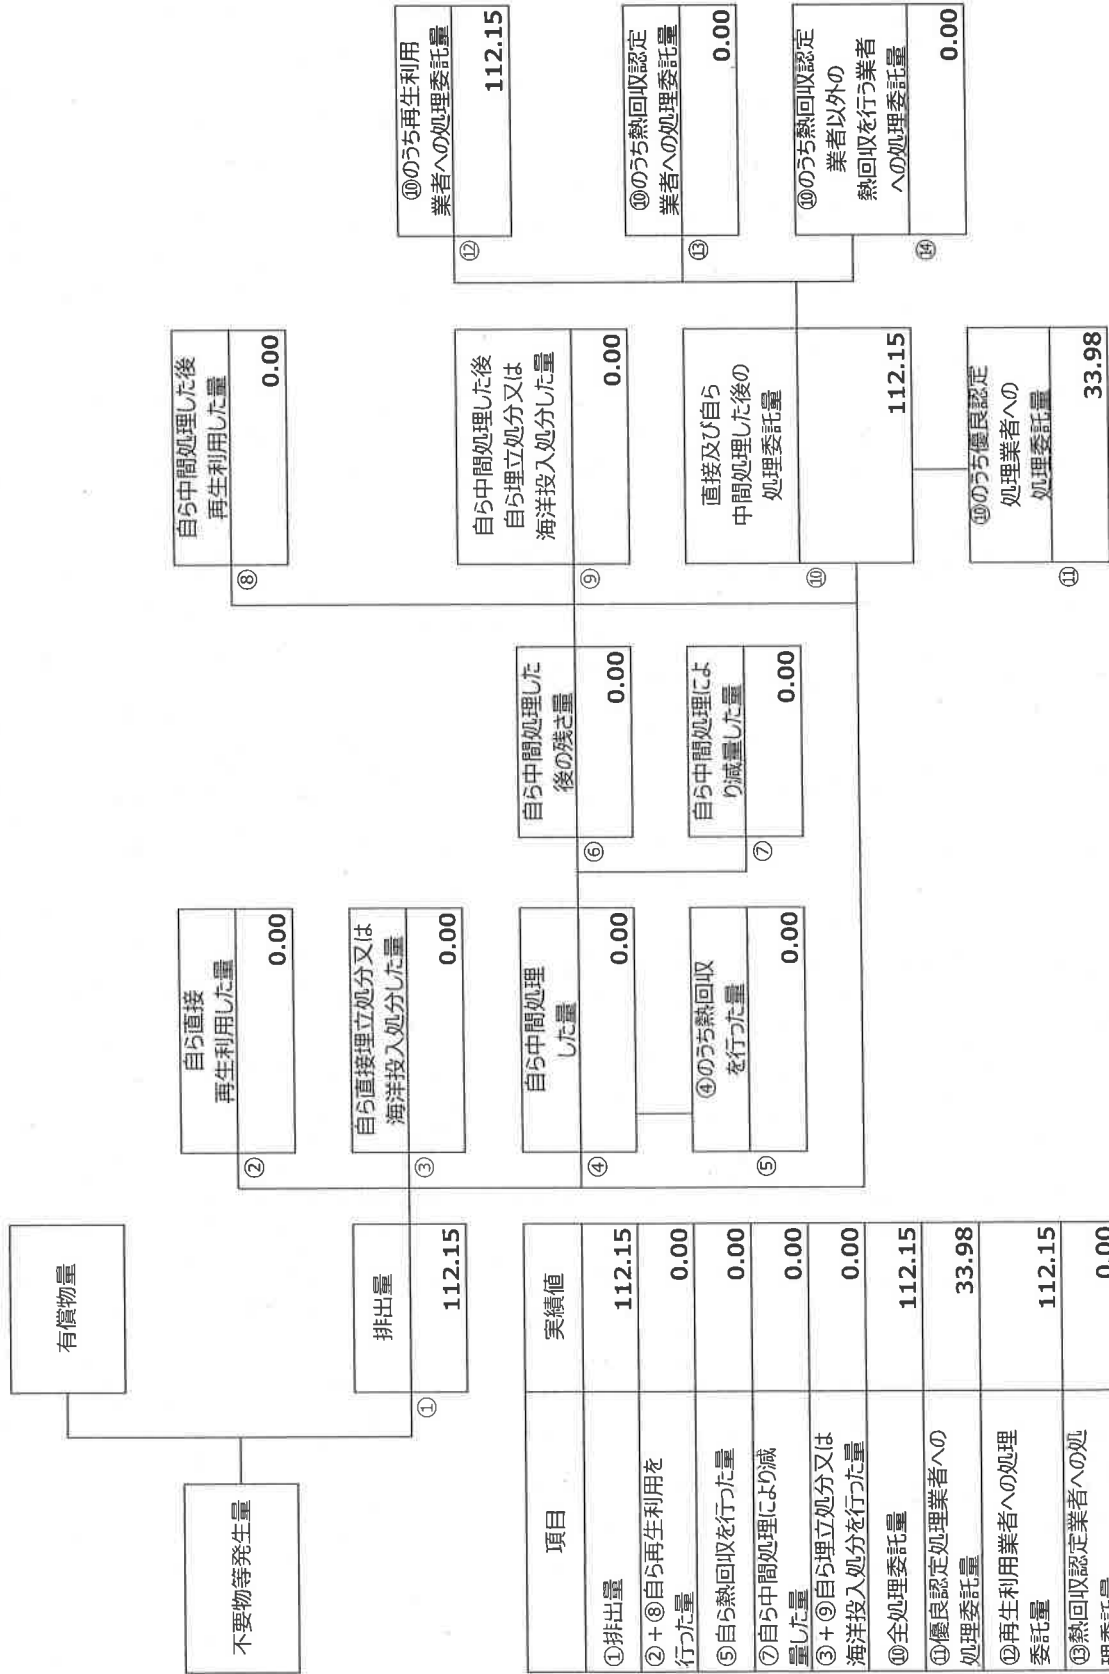 有償物量
不要物等発生量
排出量
①
112.15
自ら直接
再生利用した量
②
0.00
自ら直接埋立処分又は
海洋投入処分した量
③
0.00
自ら中間処理
した量
④
0.00
④のうち熱回収
を行った量
⑤
0.00
自ら中間処理した
後の残さ量
⑥
0.00
自ら中間処理によ
り減量した量
⑦
0.00
自ら中間処理した後
再生利用した量
⑧
0.00
自ら中間処理した後
自ら埋立処分又は
海洋投入処分した量
⑨
0.00
直接及び自ら
中間処理した後の
処理委託量
⑩
112.15
⑩のうち優良認定
処理業者への
処理委託量
⑪
33.98
⑩のうち再生利用
業者への処理委託量
⑫
112.15
⑩のうち熱回収認定
業者への処理委託量
⑬
0.00
⑩のうち熱回収認定
業者以外の
熱回収を行う業者
への処理委託量
⑭
0.00
項目 実績値
①排出量 112.15
②+⑧自ら再生利用を
行った量 0.00
⑤自ら熱回収を行った量 0.00
⑦自ら中間処理により減
量した量 0.00
③+⑨自ら埋立処分又は
海洋投入処分を行った量 0.00
⑩全処理委託量 112.15
⑪優良認定処理業者への
処理委託量 33.98
⑫再生利用業者への処理
委託量 112.15
⑬熱回収認定業者への処
理委託量 0.00